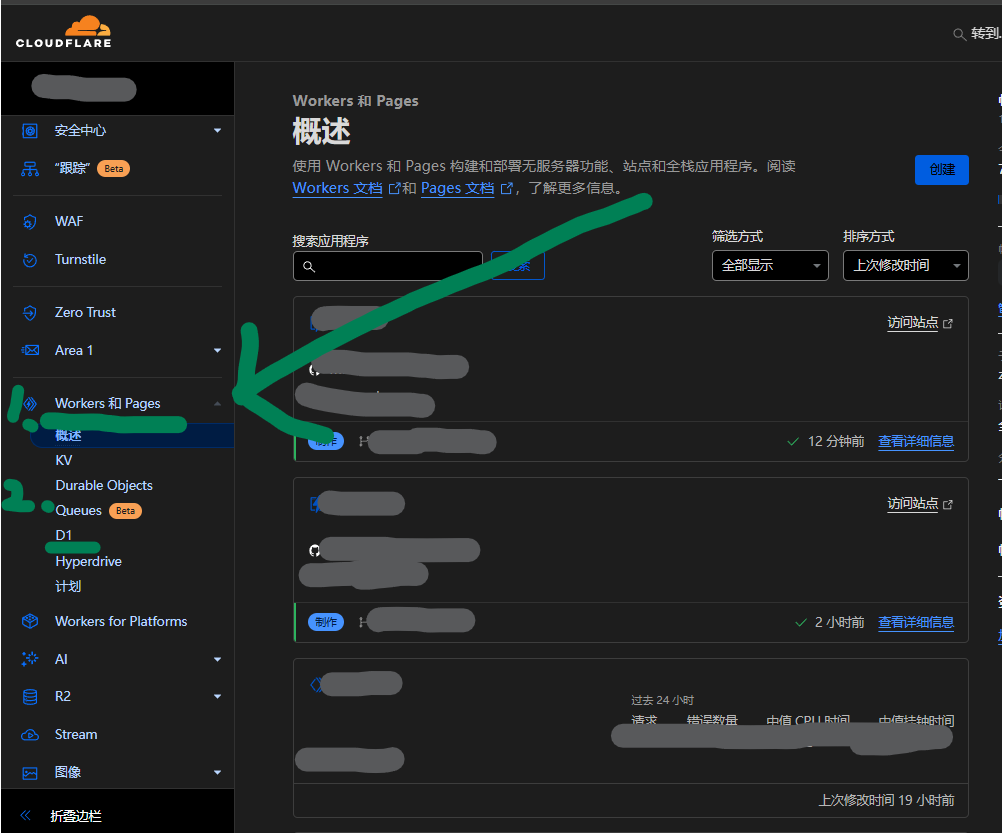 CLOUDFLARE
转到...
安全中心
“跟踪” Beta
WAF
Turnstile
Zero Trust
Area 1
1.
Workers 和 Pages
概述
KV
Durable Objects
2.
Queues Beta
D1
Hyperdrive
计划
Workers for Platforms
AI
R2
Stream
图像
折叠边栏
Workers 和 Pages
概述
使用 Workers 和 Pages 构建和部署无服务器功能、站点和全栈应用程序。阅读
Workers 文档 和 Pages 文档 ，了解更多信息。
创建
搜索应用程序
筛选方式
排序方式
全部显示
上次修改时间
访问站点
制作
12 分钟前 查看详细信息
访问站点
制作
2 小时前 查看详细信息
过去 24 小时
请求 错误数量 中值 CPU 时间 中值挂钟时间
上次修改时间 19 小时前